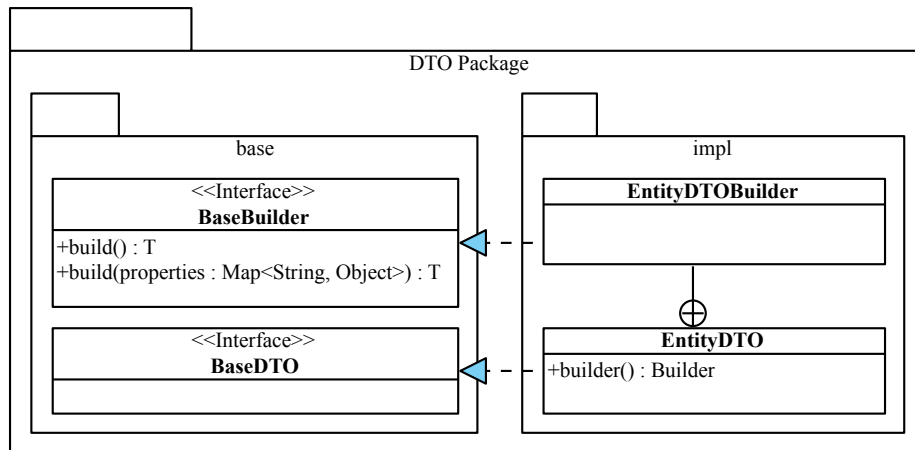 DTO Package
base
<<Interface>>
BaseBuilder
+build() : T
+build(properties : Map<String, Object>) : T
<<Interface>>
BaseDTO
impl
EntityDTOBuilder
EntityDTO
+builder() : Builder